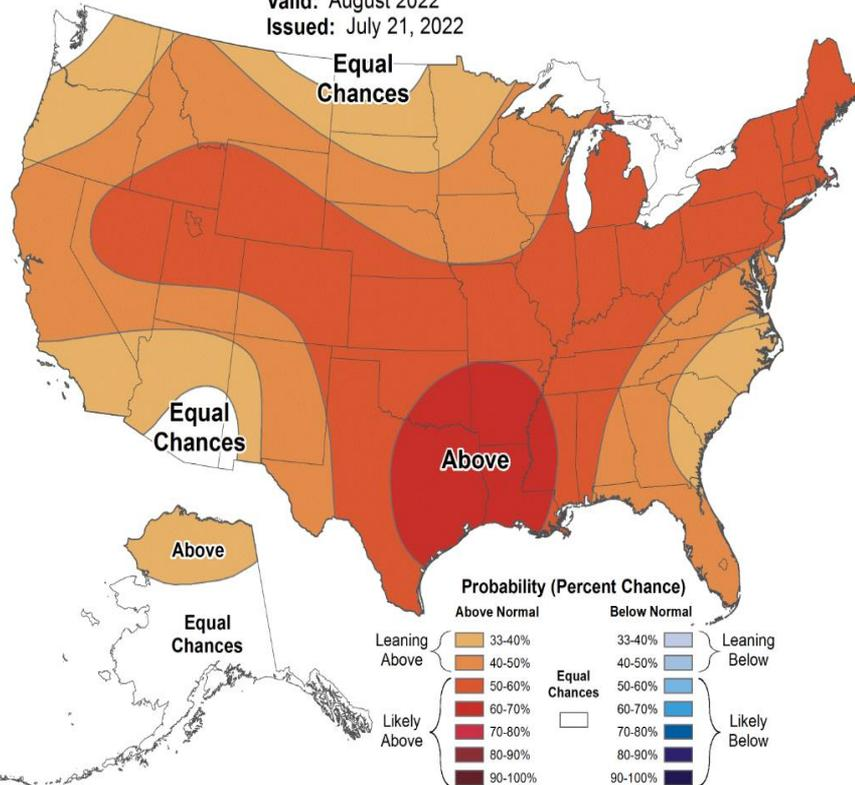 Valid: August 2022
Issued: July 21, 2022
Equal
Chances
Equal
Chances
Above
Above
Equal
Chances
Probability (Percent Chance)
Above Normal
Below Normal
Leaning
Above
33-40%
40-50%
Likely
Above
50-60%
60-70%
70-80%
80-90%
90-100%
Equal
Chances
33-40%
40-50%
Leaning
Below
50-60%
60-70%
70-80%
80-90%
90-100%
Likely
Below